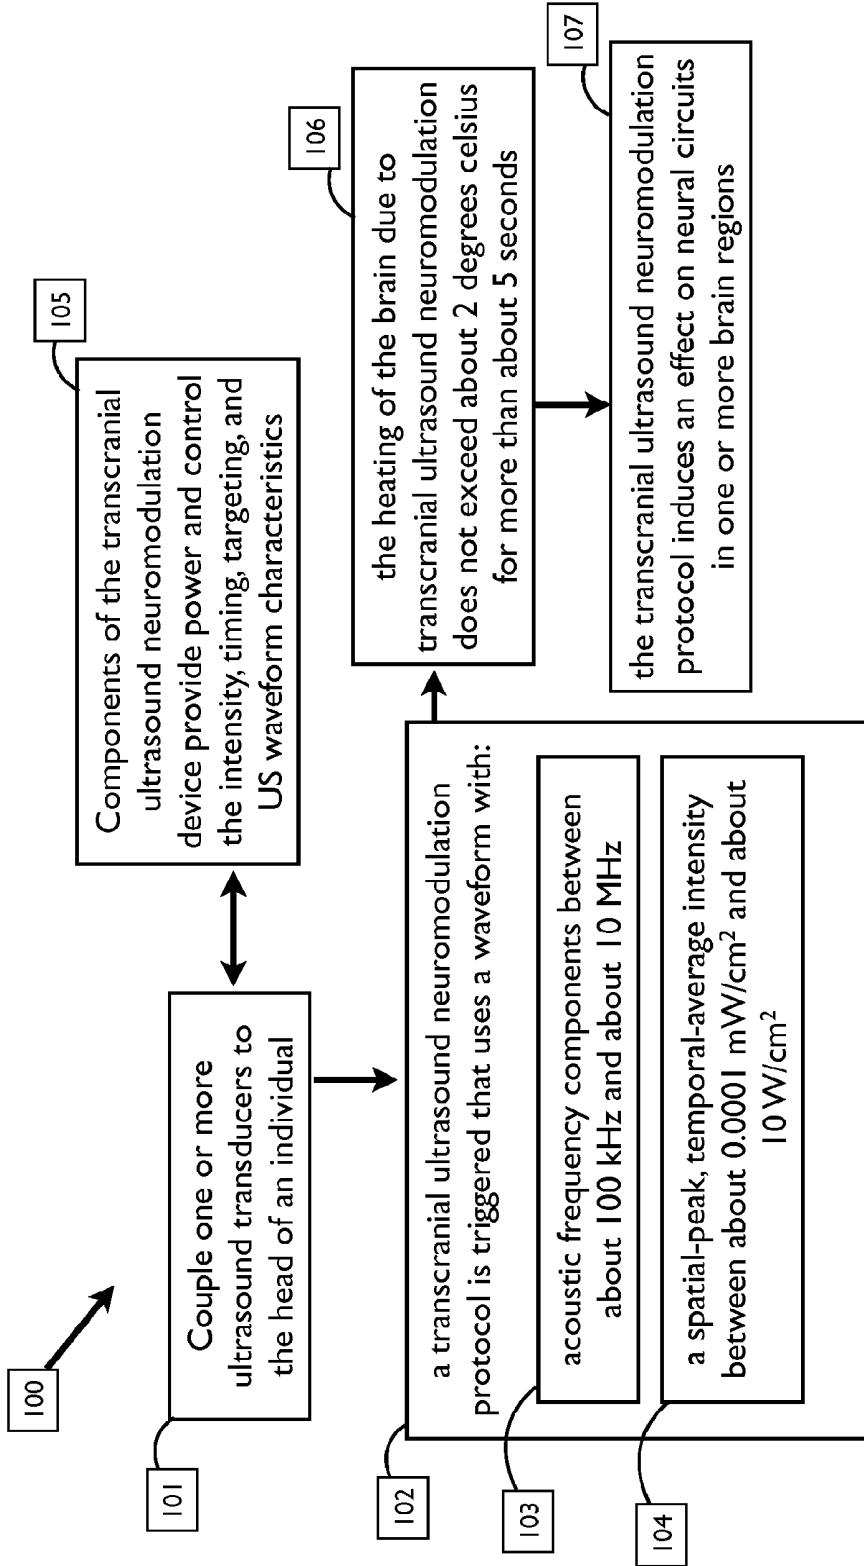 100
101
Couple one or more
ultrasound transducers to
the head of an individual
105
Components of the transcranial
ultrasound neuromodulation
device provide power and control
the intensity, timing, targeting, and
US waveform characteristics
102
a transcranial ultrasound neuromodulation
protocol is triggered that uses a waveform with:
103
acoustic frequency components between
about 100 kHz and about 10 MHz
104
a spatial-peak, temporal-average intensity
between about 0.0001 mW/cm² and about
10 W/cm²
106
the heating of the brain due to
transcranial ultrasound neuromodulation
does not exceed about 2 degrees celsius
for more than about 5 seconds
107
the transcranial ultrasound neuromodulation
protocol induces an effect on neural circuits
in one or more brain regions